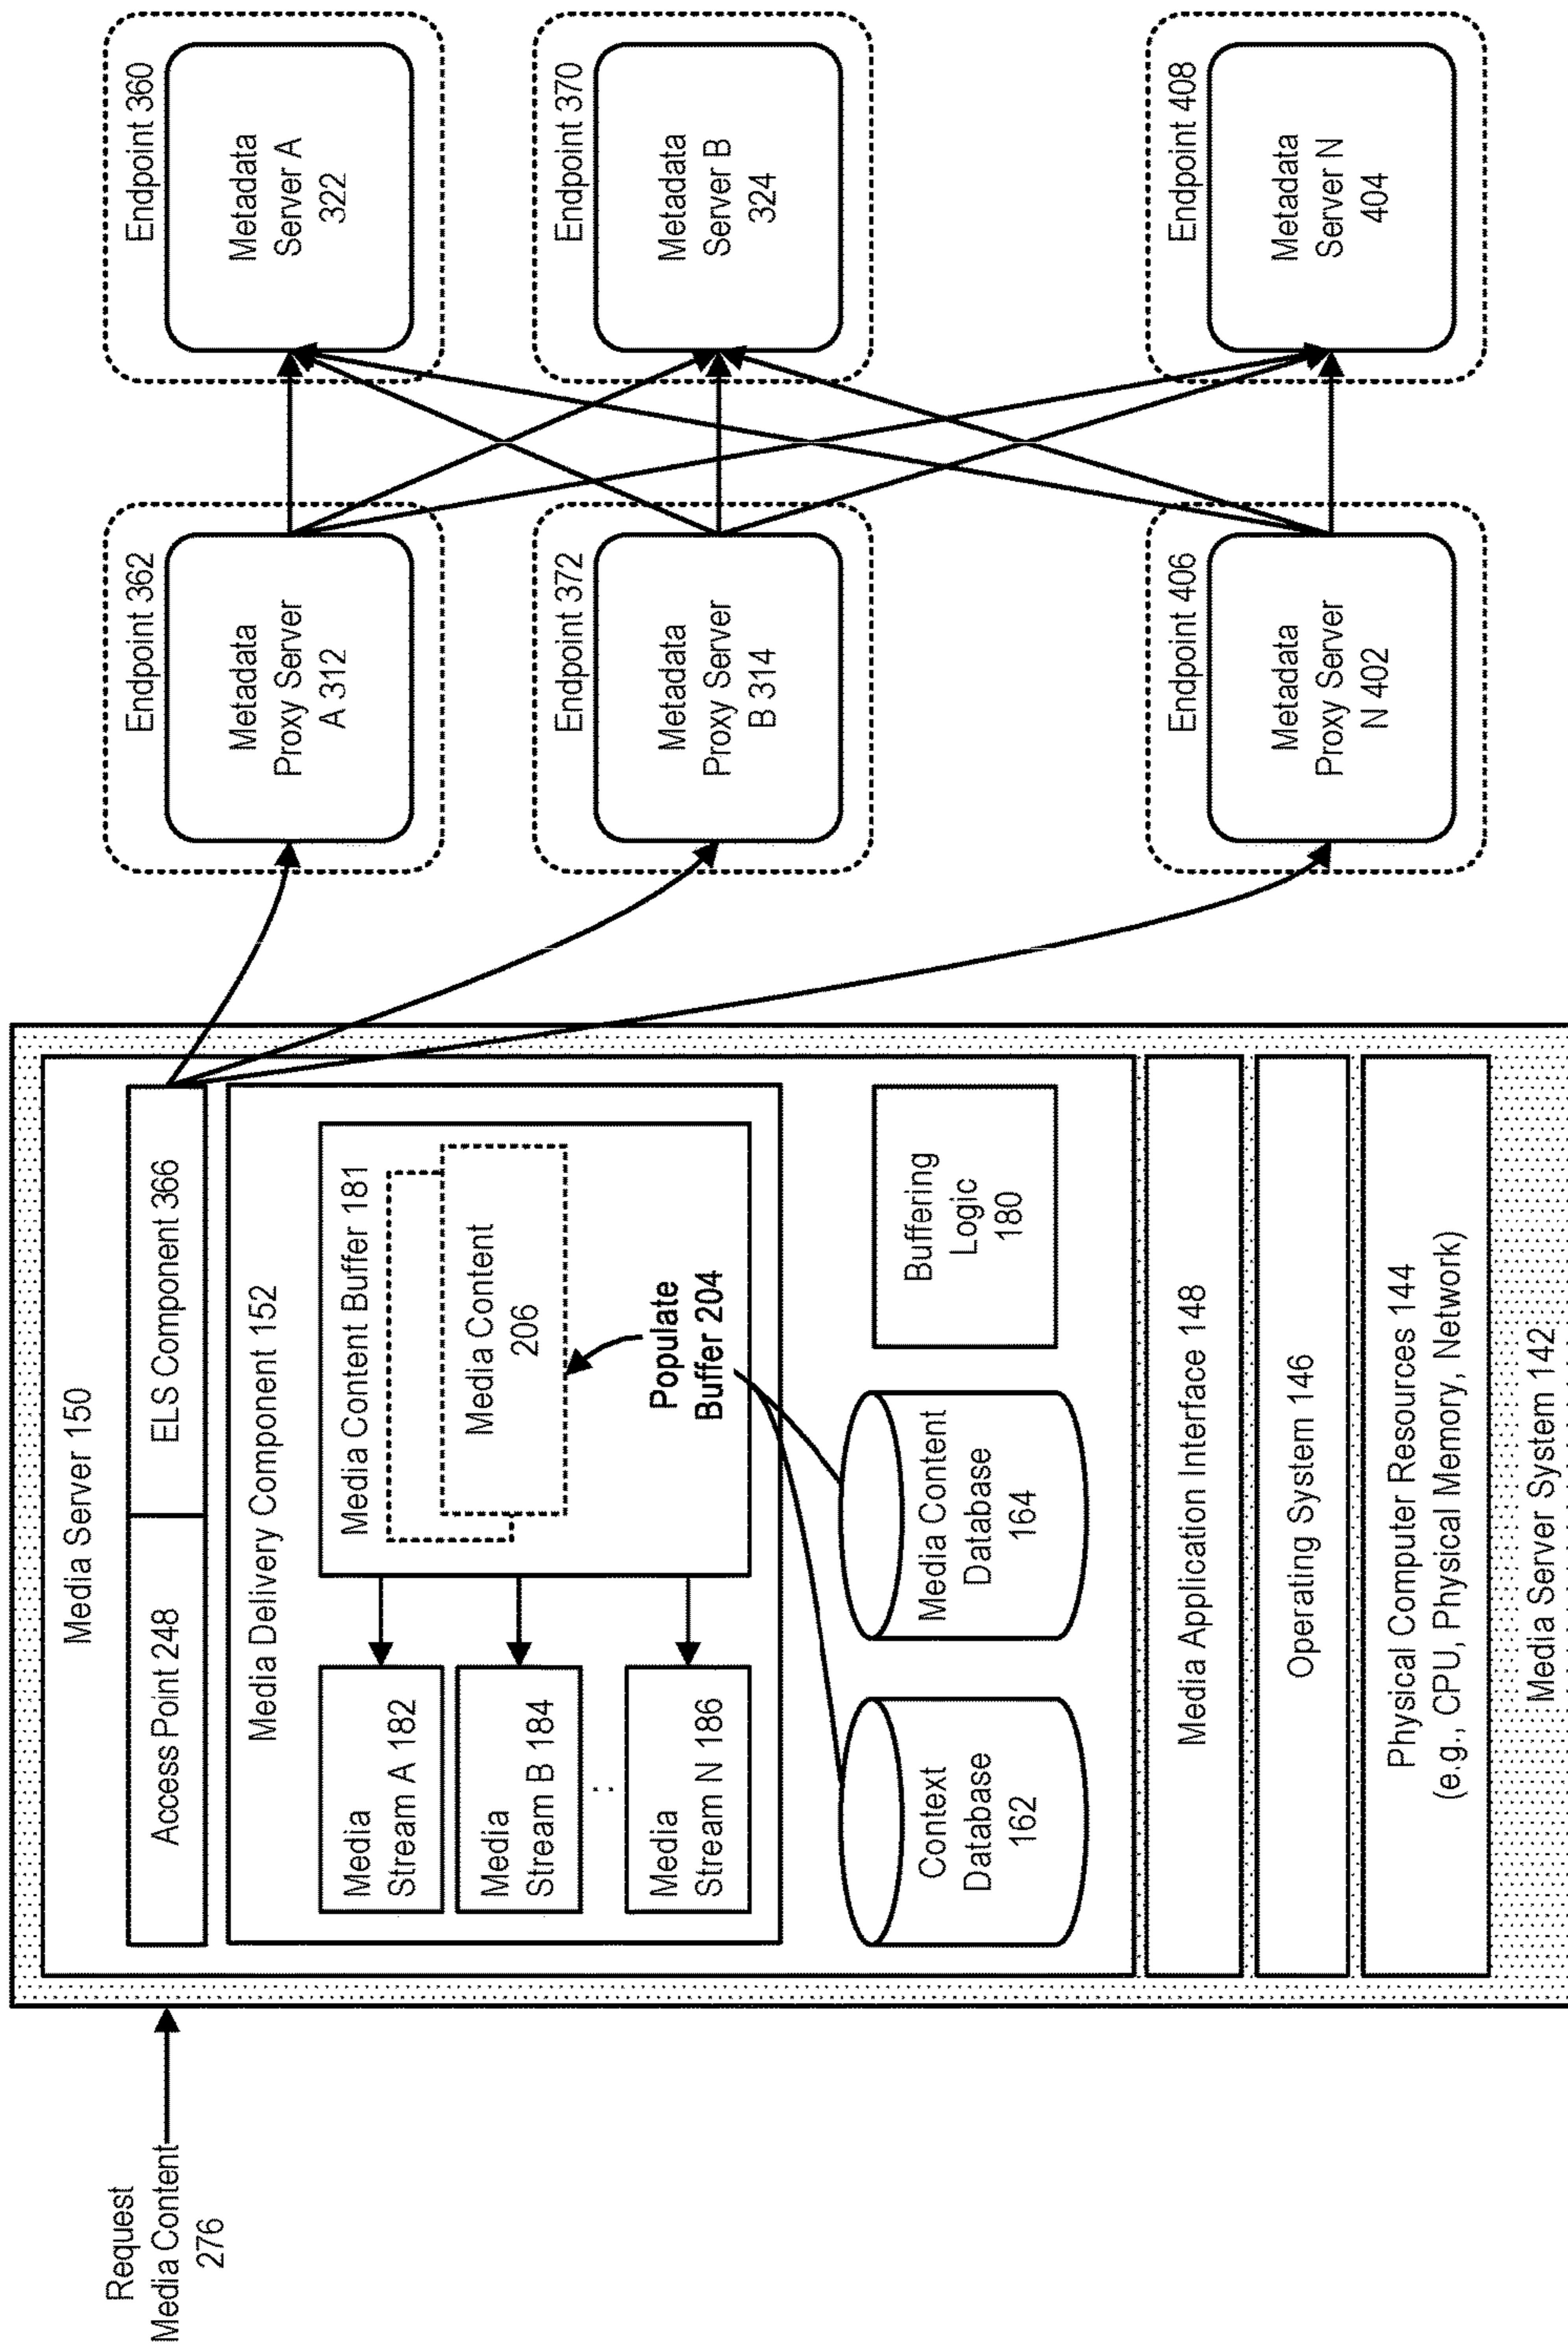 Request
Media Content
276
Media Server 150
Access Point 248
ELS Component 366
Media Delivery Component 152
Media
Stream A 182
Media
Stream B 184
:
Media
Stream N 186
Media Content Buffer 181
Media Content
206
Populate
Buffer 204
Context
Database
162
Media Content
Database
164
Buffering
Logic
180
Media Application Interface 148
Operating System 146
Physical Computer Resources 144
(e.g., CPU, Physical Memory, Network)
Media Server System 142
Endpoint 362
Metadata
Proxy Server
A 312
Endpoint 372
Metadata
Proxy Server
B 314
Endpoint 406
Metadata
Proxy Server
N 402
Endpoint 360
Metadata
Server A
322
Endpoint 370
Metadata
Server B
324
Endpoint 408
Metadata
Server N
404